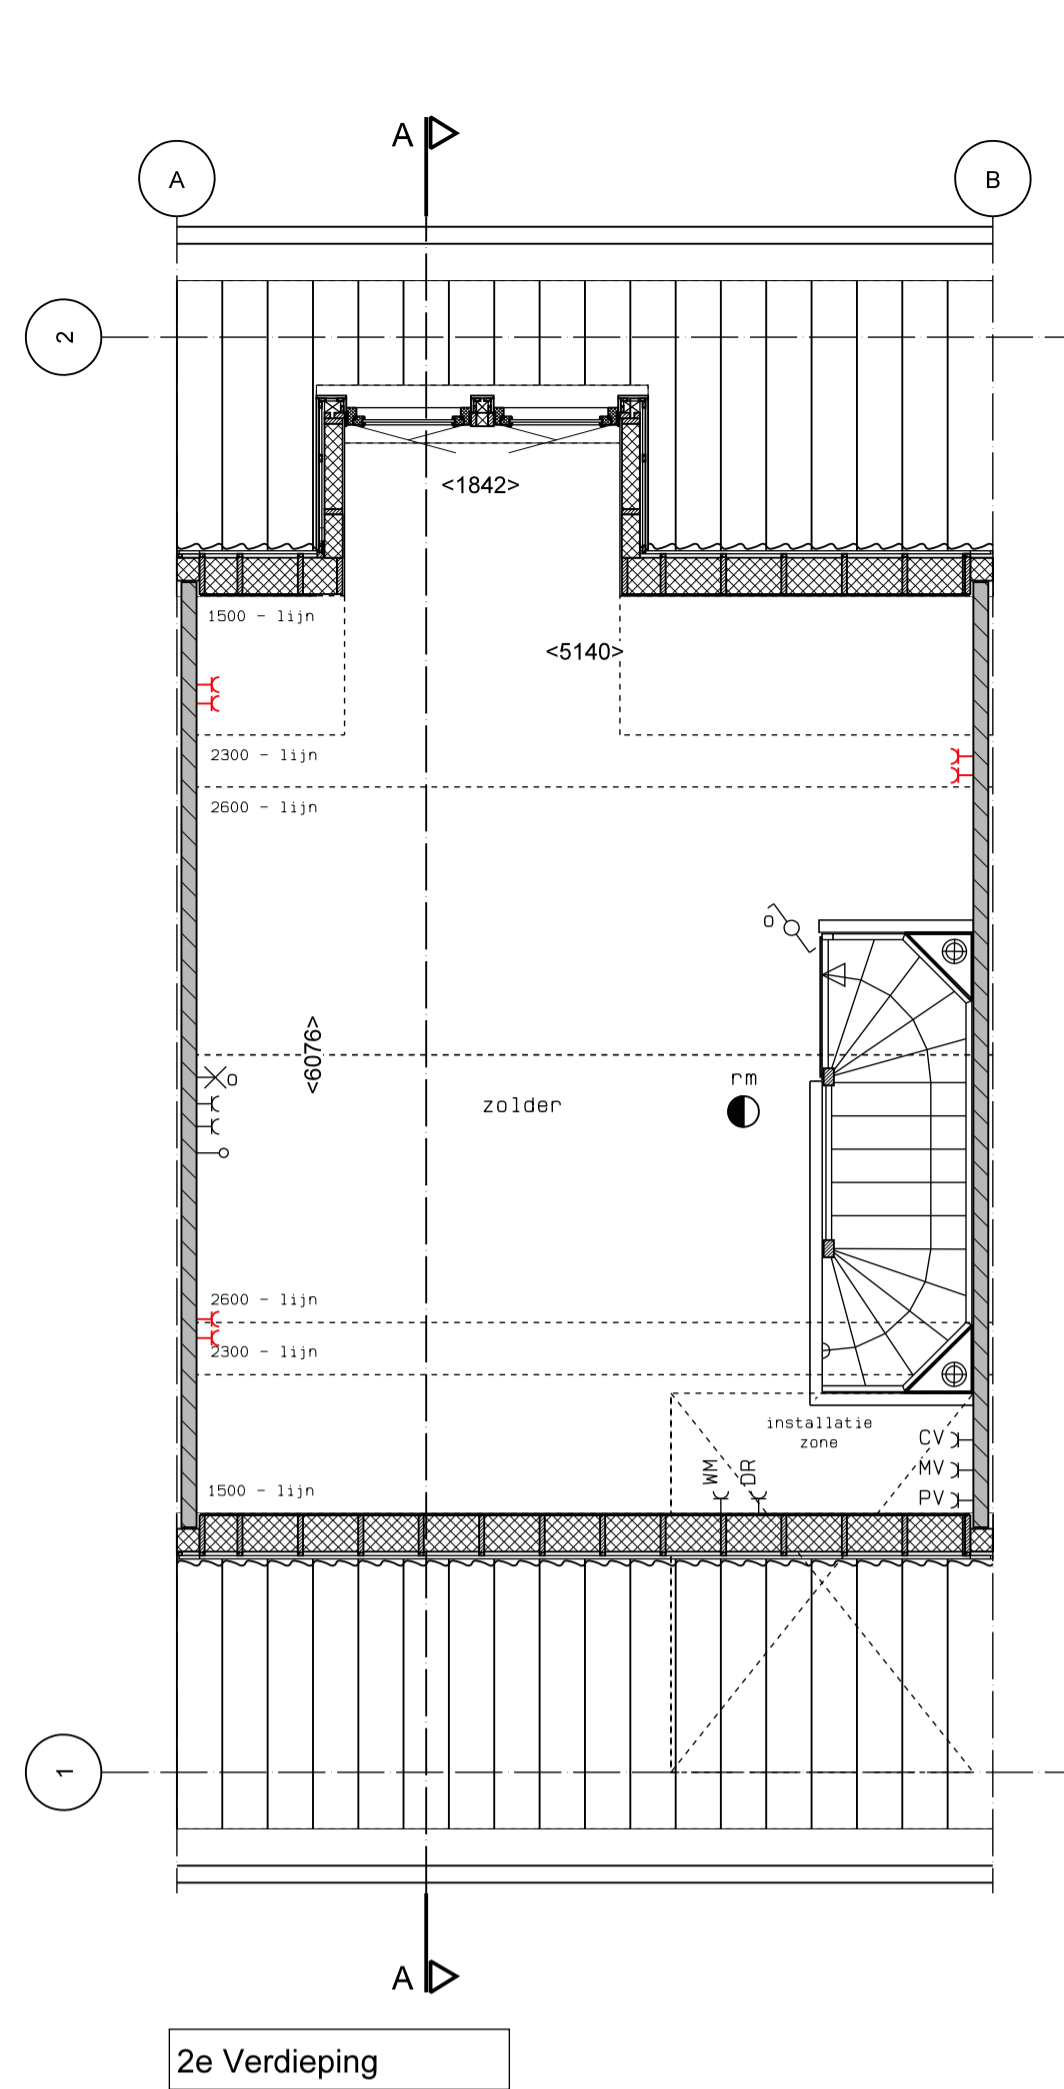 A
A
B
2
<1842>
1500 - lijn
<5140>
2300 - lijn
2600 - lijn
o
<6076>
rm
o
zolder
2600 - lijn
2300 - lijn
installatie
zone
CV
WM
DR
MV
1500 - lijn
PV
1
A
2e Verdieping